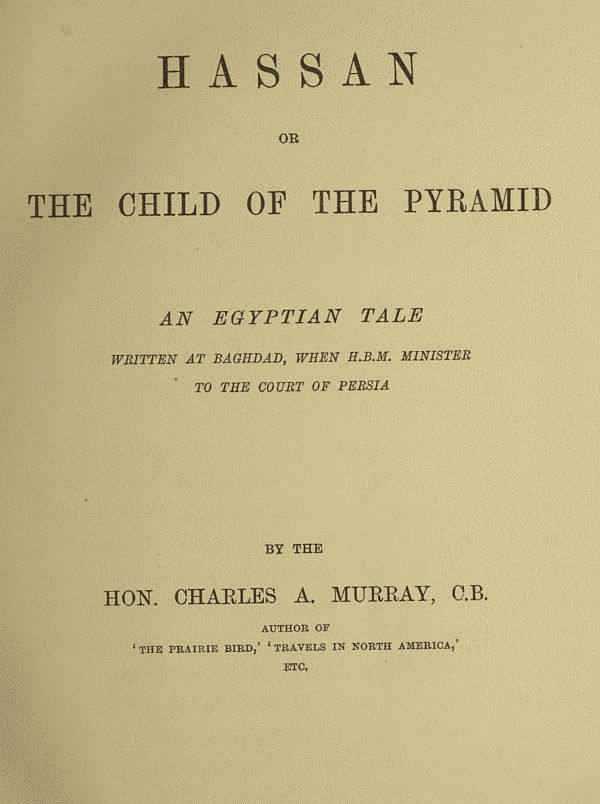 HASSAN
OR
THE CHILD OF THE PYRAMID
AN EGYPTIAN TALE
WRITTEN AT BAGHDAD, WHEN H.B.M. MINISTER
TO THE COURT OF PERSIA
BY THE
HON. CHARLES A. MURRAY, C.B.
AUTHOR OF
‘THE PRAIRIE BIRD,’ ‘TRAVELS IN NORTH AMERICA,’
ETC.